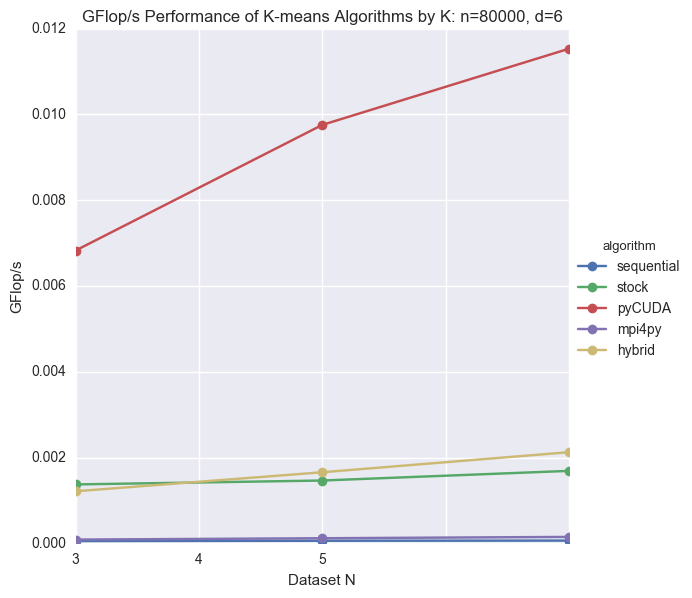 GFlop/s Performance of K-means Algorithms by K: n=80000, d=6
0.012
0.010
0.008
0.006
0.004
0.002
0.000
GFlop/s
3
4
5
Dataset N
algorithm
sequential
stock
pyCUDA
mpi4py
hybrid